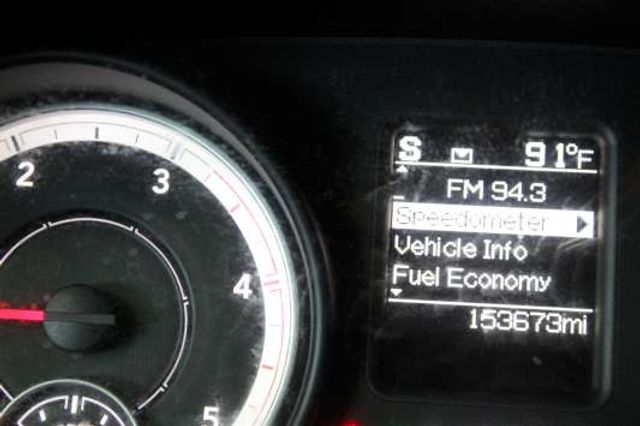 S 91°F
FM 94.3
Speedometer
Vehicle Info
Fuel Economy
153673mi
2
3
4
5